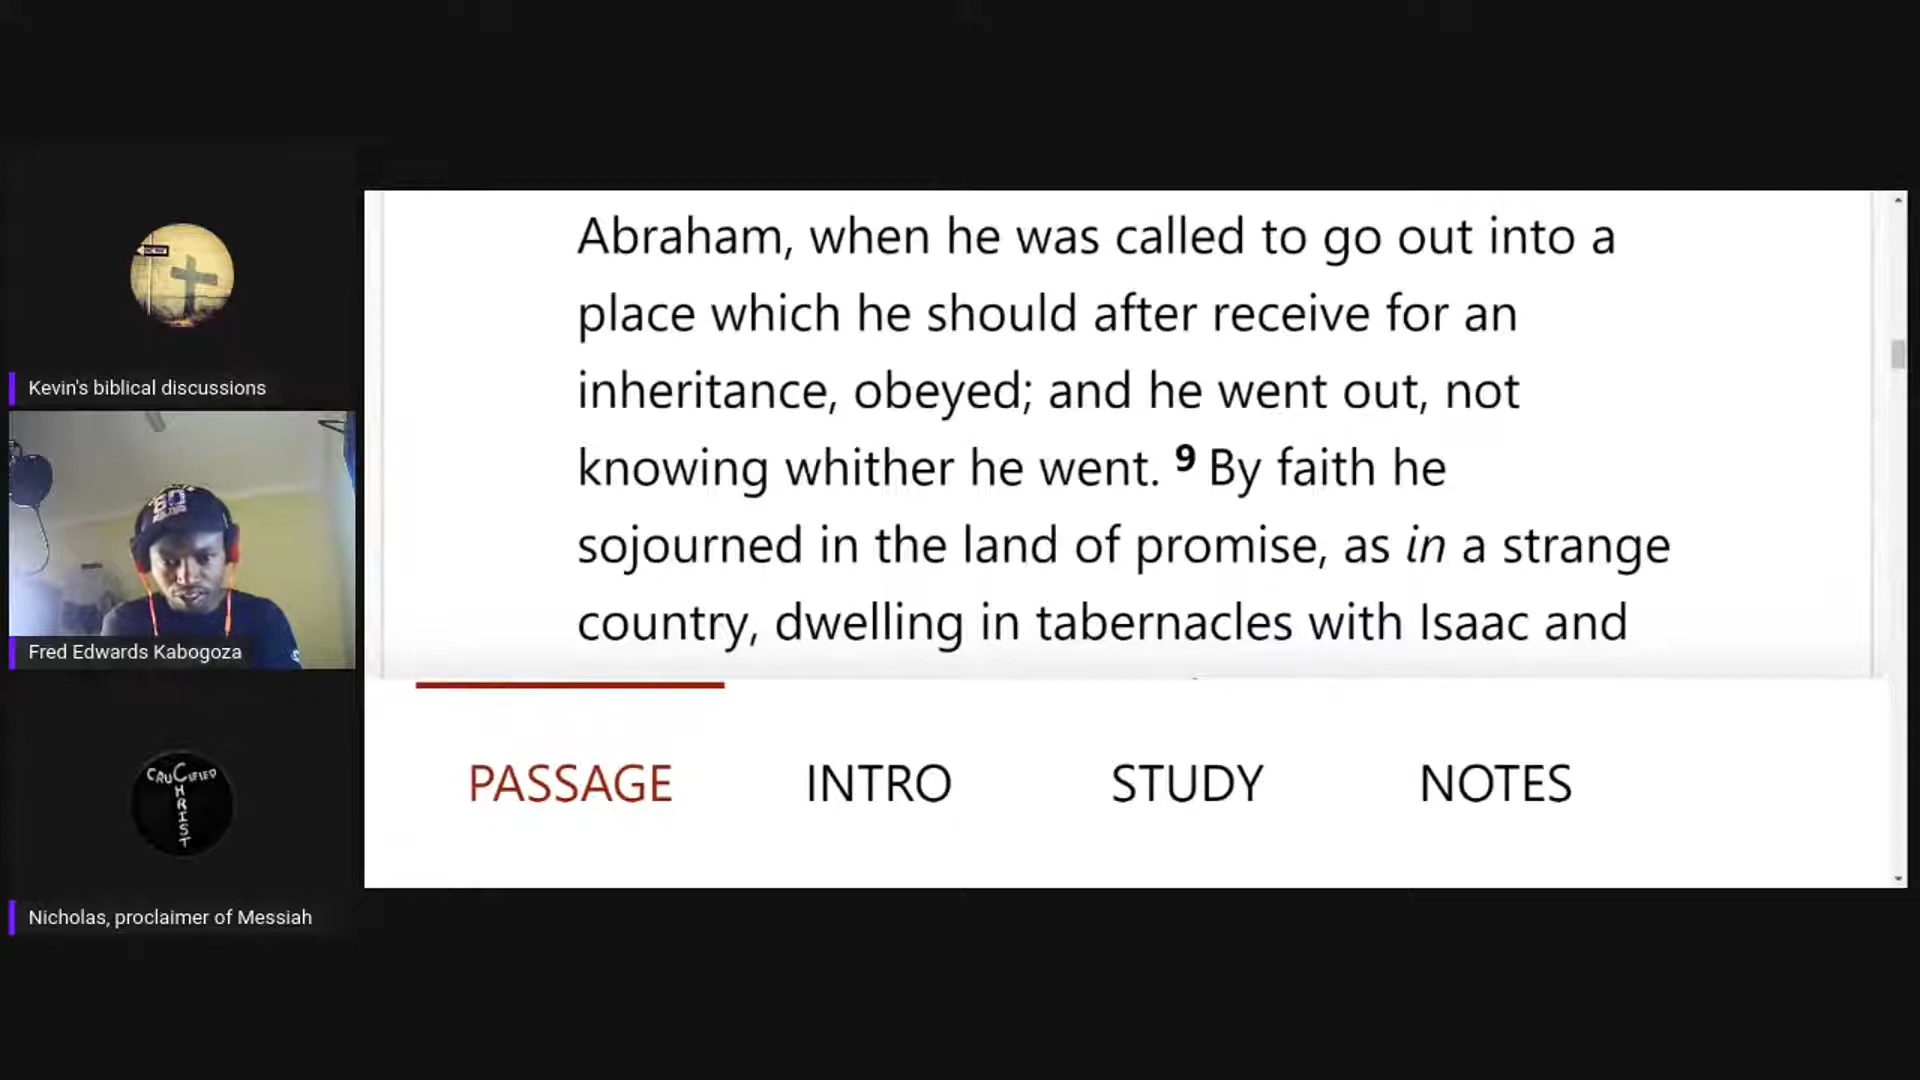 Kevin's biblical discussions
Fred Edwards Kabogoza
CRUCIFIED
CHRIST
Nicholas, proclaimer of Messiah
Abraham, when he was called to go out into a
place which he should after receive for an
inheritance, obeyed; and he went out, not
knowing whither he went. 9 By faith he
sojourned in the land of promise, as in a strange
country, dwelling in tabernacles with Isaac and
PASSAGE INTRO STUDY NOTES